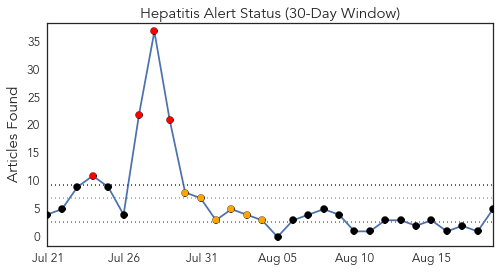 Hepatitis Alert Status (30-Day Window)
Articles Found
35
30
25
20
15
10
5
0
Jul 21 Jul 26 Jul 31 Aug 05 Aug 10 Aug 15